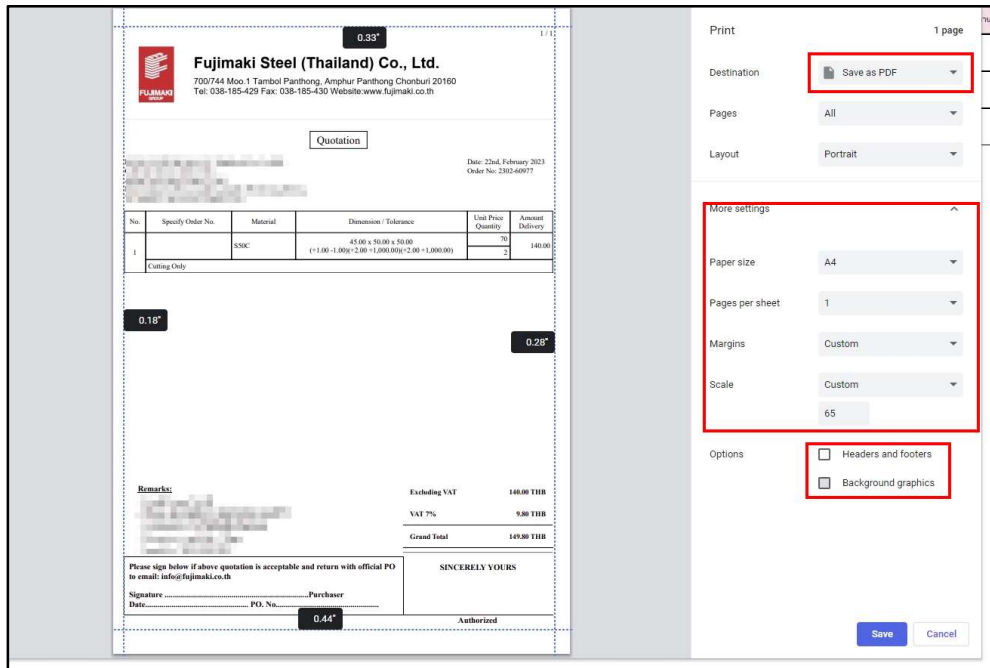 0.33"
1 / 1
FUJIMAKI
GROUP
Fujimaki Steel (Thailand) Co., Ltd.
700/744 Moo.1 Tambol Panthong, Amphur Panthong Chonburi 20160
Tel: 038-185-429 Fax: 038-185-430 Website:www.fujimaki.co.th
Quotation
Date: 22nd, February 2023
Order No: 2302-60977
No. Specify Order No. Material Dimension / Tolerance Unit Price Quantity Amount Delivery
1 S50C 45.00 x 50.00 x 50.00 70 140.00
(+1.00 -1.00)(+2.00 +1,000.00)(+2.00 +1,000.00) 2
Cutting Only
0.18"
0.28"
Remarks:
Excluding VAT 140.00 THB
VAT 7% 9.80 THB
Grand Total 149.80 THB
Please sign below if above quotation is acceptable and return with official PO
to email: info@fujimaki.co.th
SINCERELY YOURS
Signature ..........................................................Purchaser
Date................................... PO. No...................................
0.44"
Authorized
Print 1 page
Destination Save as PDF
Pages All
Layout Portrait
More settings
Paper size A4
Pages per sheet 1
Margins Custom
Scale Custom
65
Options Headers and footers
Background graphics
Save Cancel